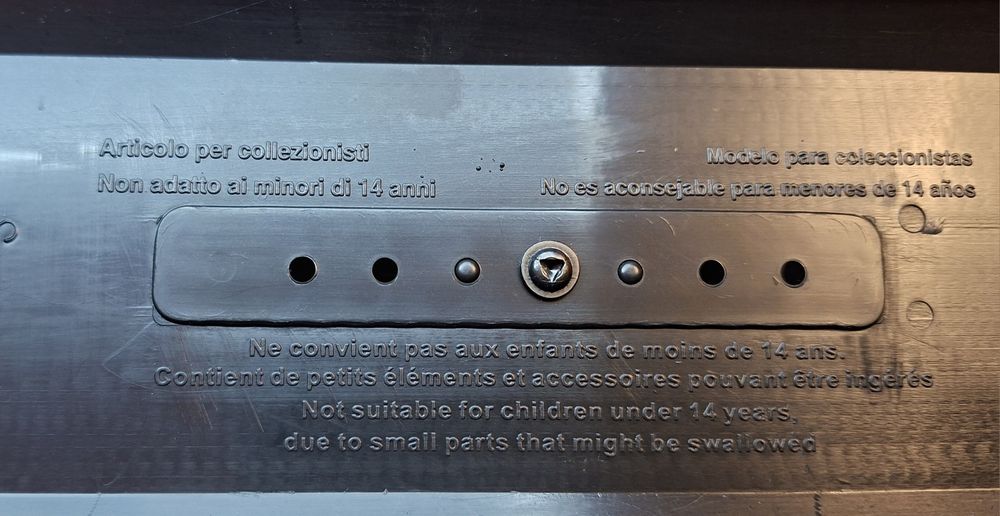 Articolo per collezionisti
Non adatto ai minori di 14 anni
Modelo para coleccionistas
No es aconsejable para menores de 14 años
Ne convient pas aux enfants de moins de 14 ans.
Contient de petits éléments et accessoires pouvant être ingérés
Not suitable for children under 14 years,
due to small parts that might be swallowed